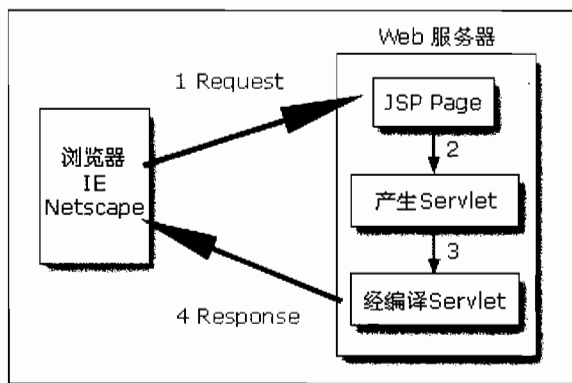 Web 服务器
1 Request
JSP Page
浏览器
IE
Netscape
2
产生Servlet
3
经编译Servlet
4 Response